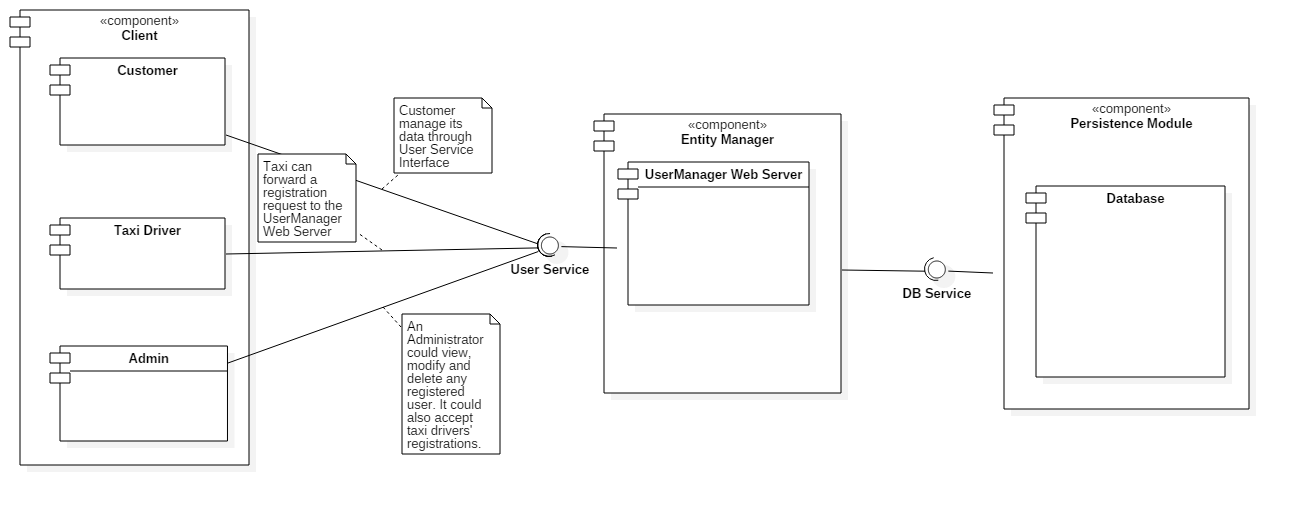 «component»
Client
Customer
Taxi Driver
Admin
Taxi can
forward a
registration
request to the
UserManager
Web Server
Customer
manage its
data through
User Service
Interface
An
Administrator
could view,
modify and
delete any
registered
user. It could
also accept
taxi drivers'
registrations.
User Service
«component»
Entity Manager
UserManager Web Server
DB Service
«component»
Persistence Module
Database